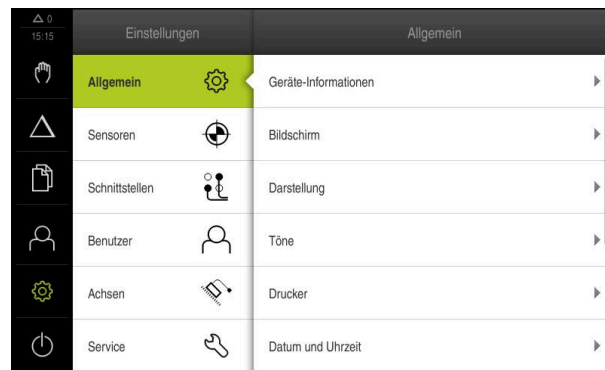 △ 0
15:15
Einstellungen
Allgemein
Allgemein
Sensoren
Schnittstellen
Benutzer
Achsen
Service
Geräte-Informationen
Bildschirm
Darstellung
Töne
Drucker
Datum und Uhrzeit